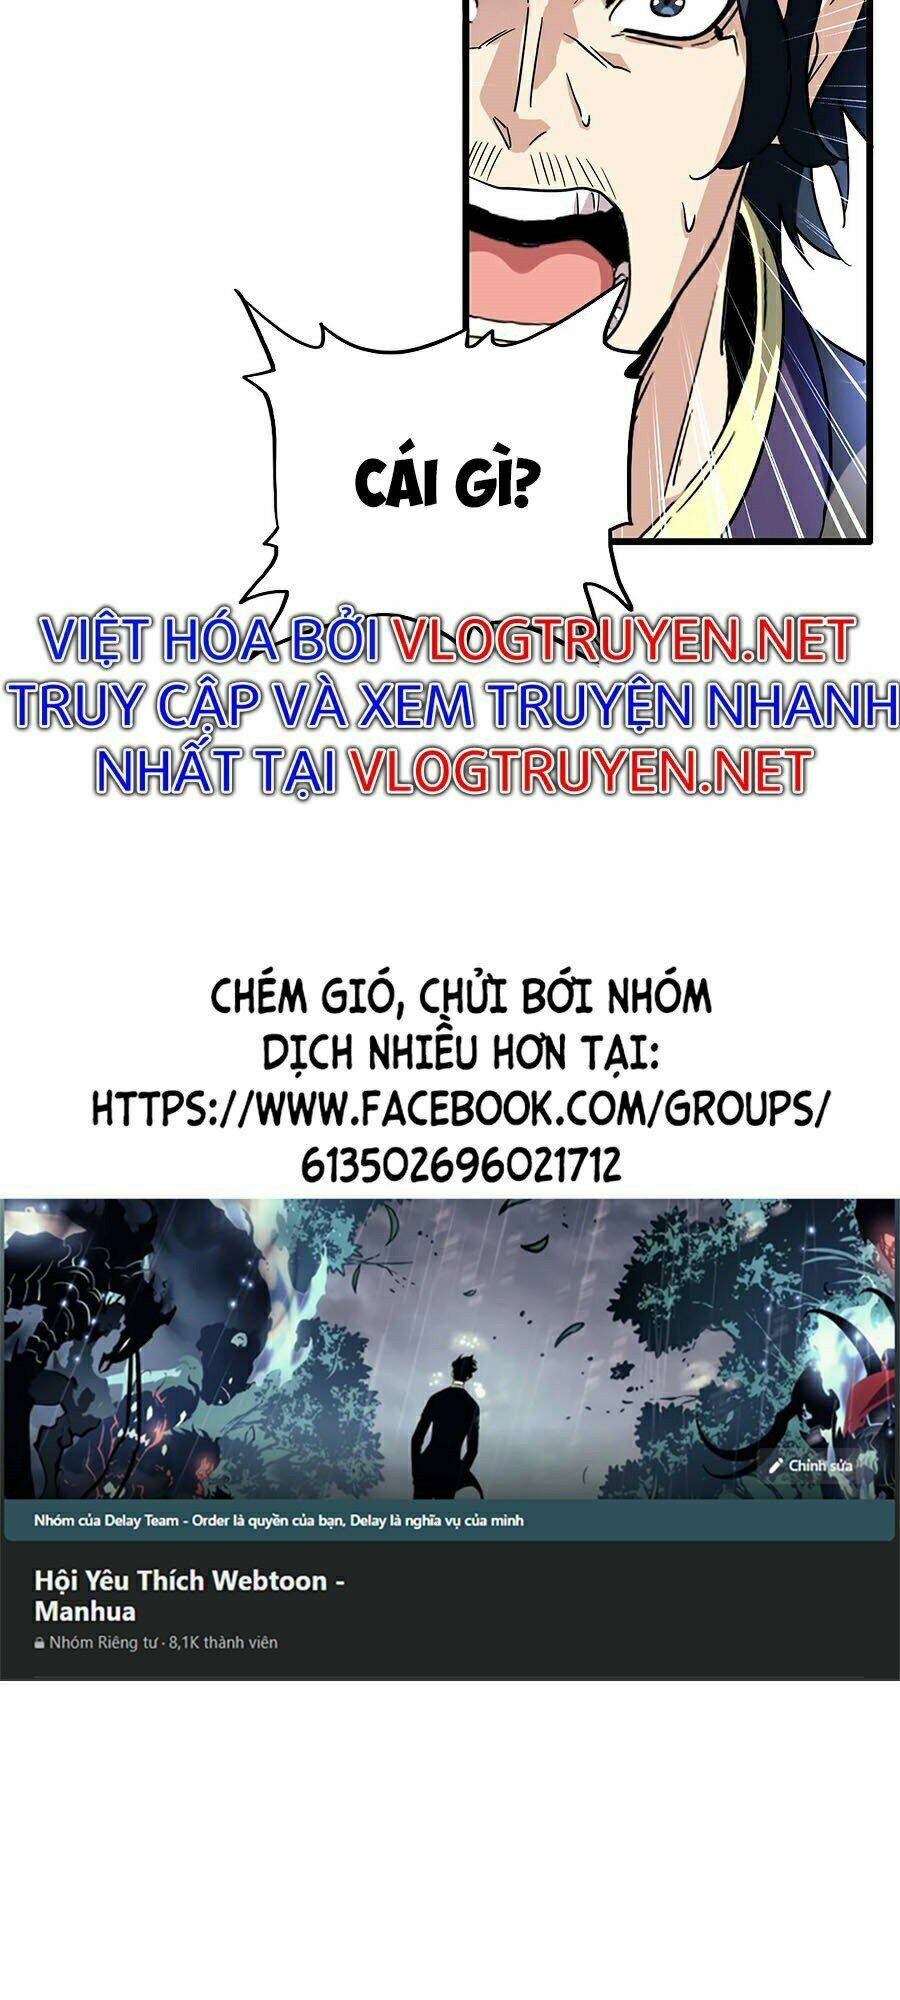 CÁI GÌ?
VIỆT HÓA BỞI VLOGTRUYEN.NET
TRUY CẬP VÀ XEM TRUYỆN NHANH
NHẤT TẠI VLOGTRUYEN.NET
CHÉM GIÓ, CHỬI BỚI NHÓM
DỊCH NHIỀU HƠN TẠI:
HTTPS://WWW.FACEBOOK.COM/GROUPS/
613502696021712
Chỉnh sửa
Nhóm của Delay Team - Order là quyền của bạn, Delay là nghĩa vụ của mình
Hội Yêu Thích Webtoon -
Manhua
Nhóm Riêng tư · 8,1K thành viên